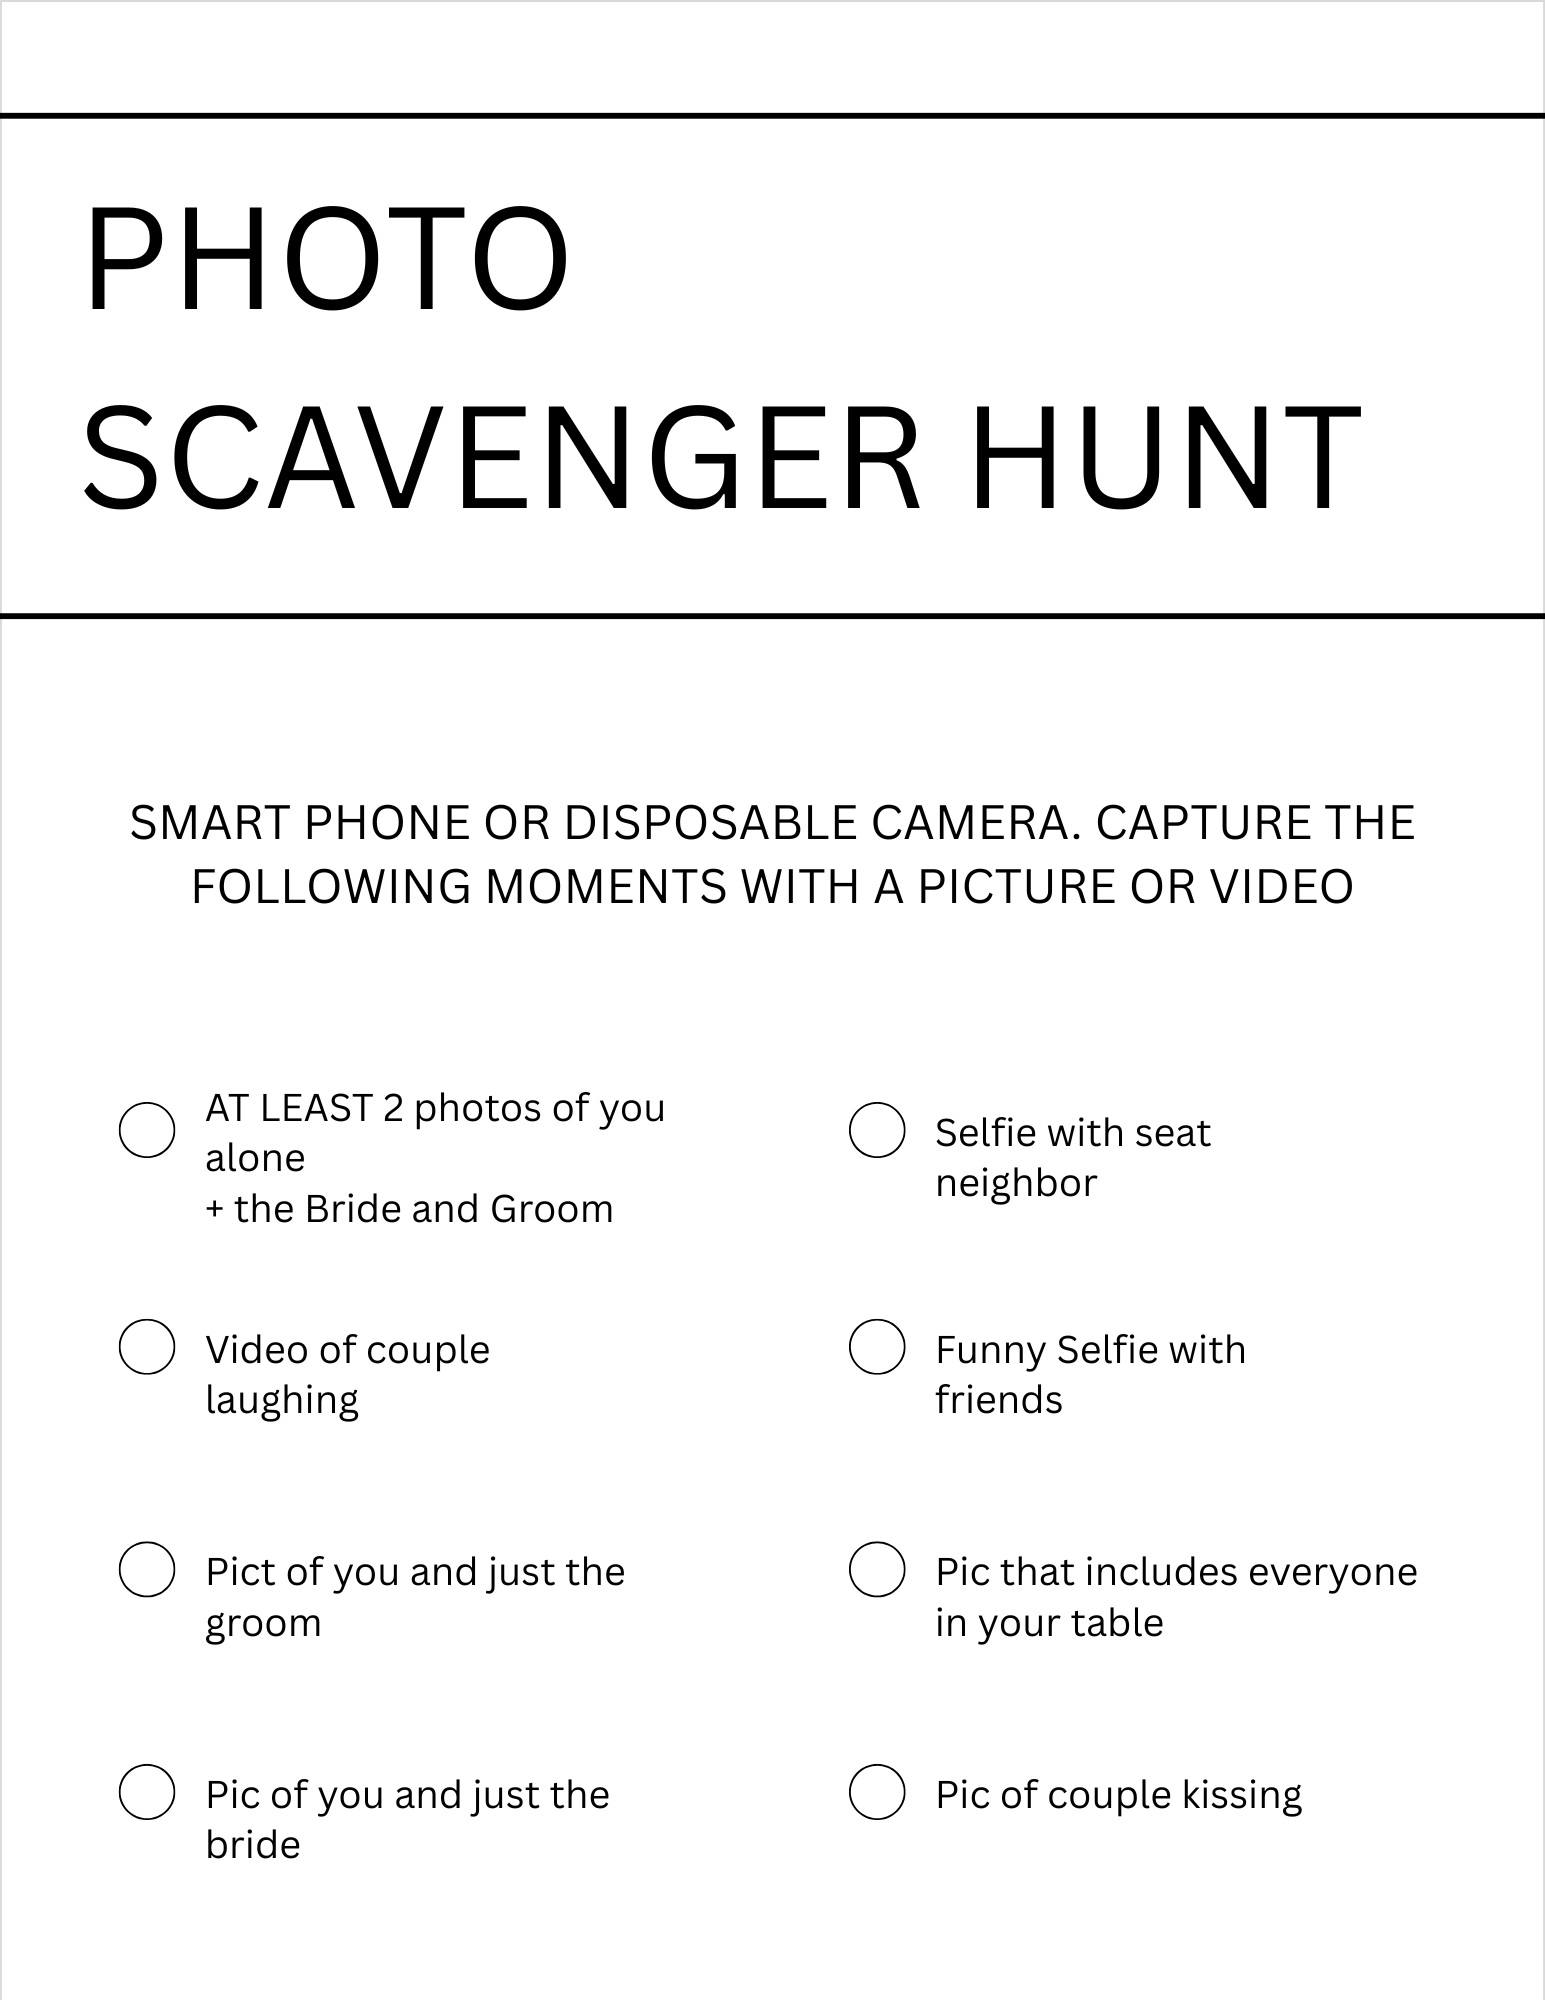 PHOTO
SCAVENGER HUNT
SMART PHONE OR DISPOSABLE CAMERA. CAPTURE THE
FOLLOWING MOMENTS WITH A PICTURE OR VIDEO
AT LEAST 2 photos of you
alone
+ the Bride and Groom
Video of couple
laughing
Pict of you and just the
groom
Pic of you and just the
bride
Selfie with seat
neighbor
Funny Selfie with
friends
Pic that includes everyone
in your table
Pic of couple kissing